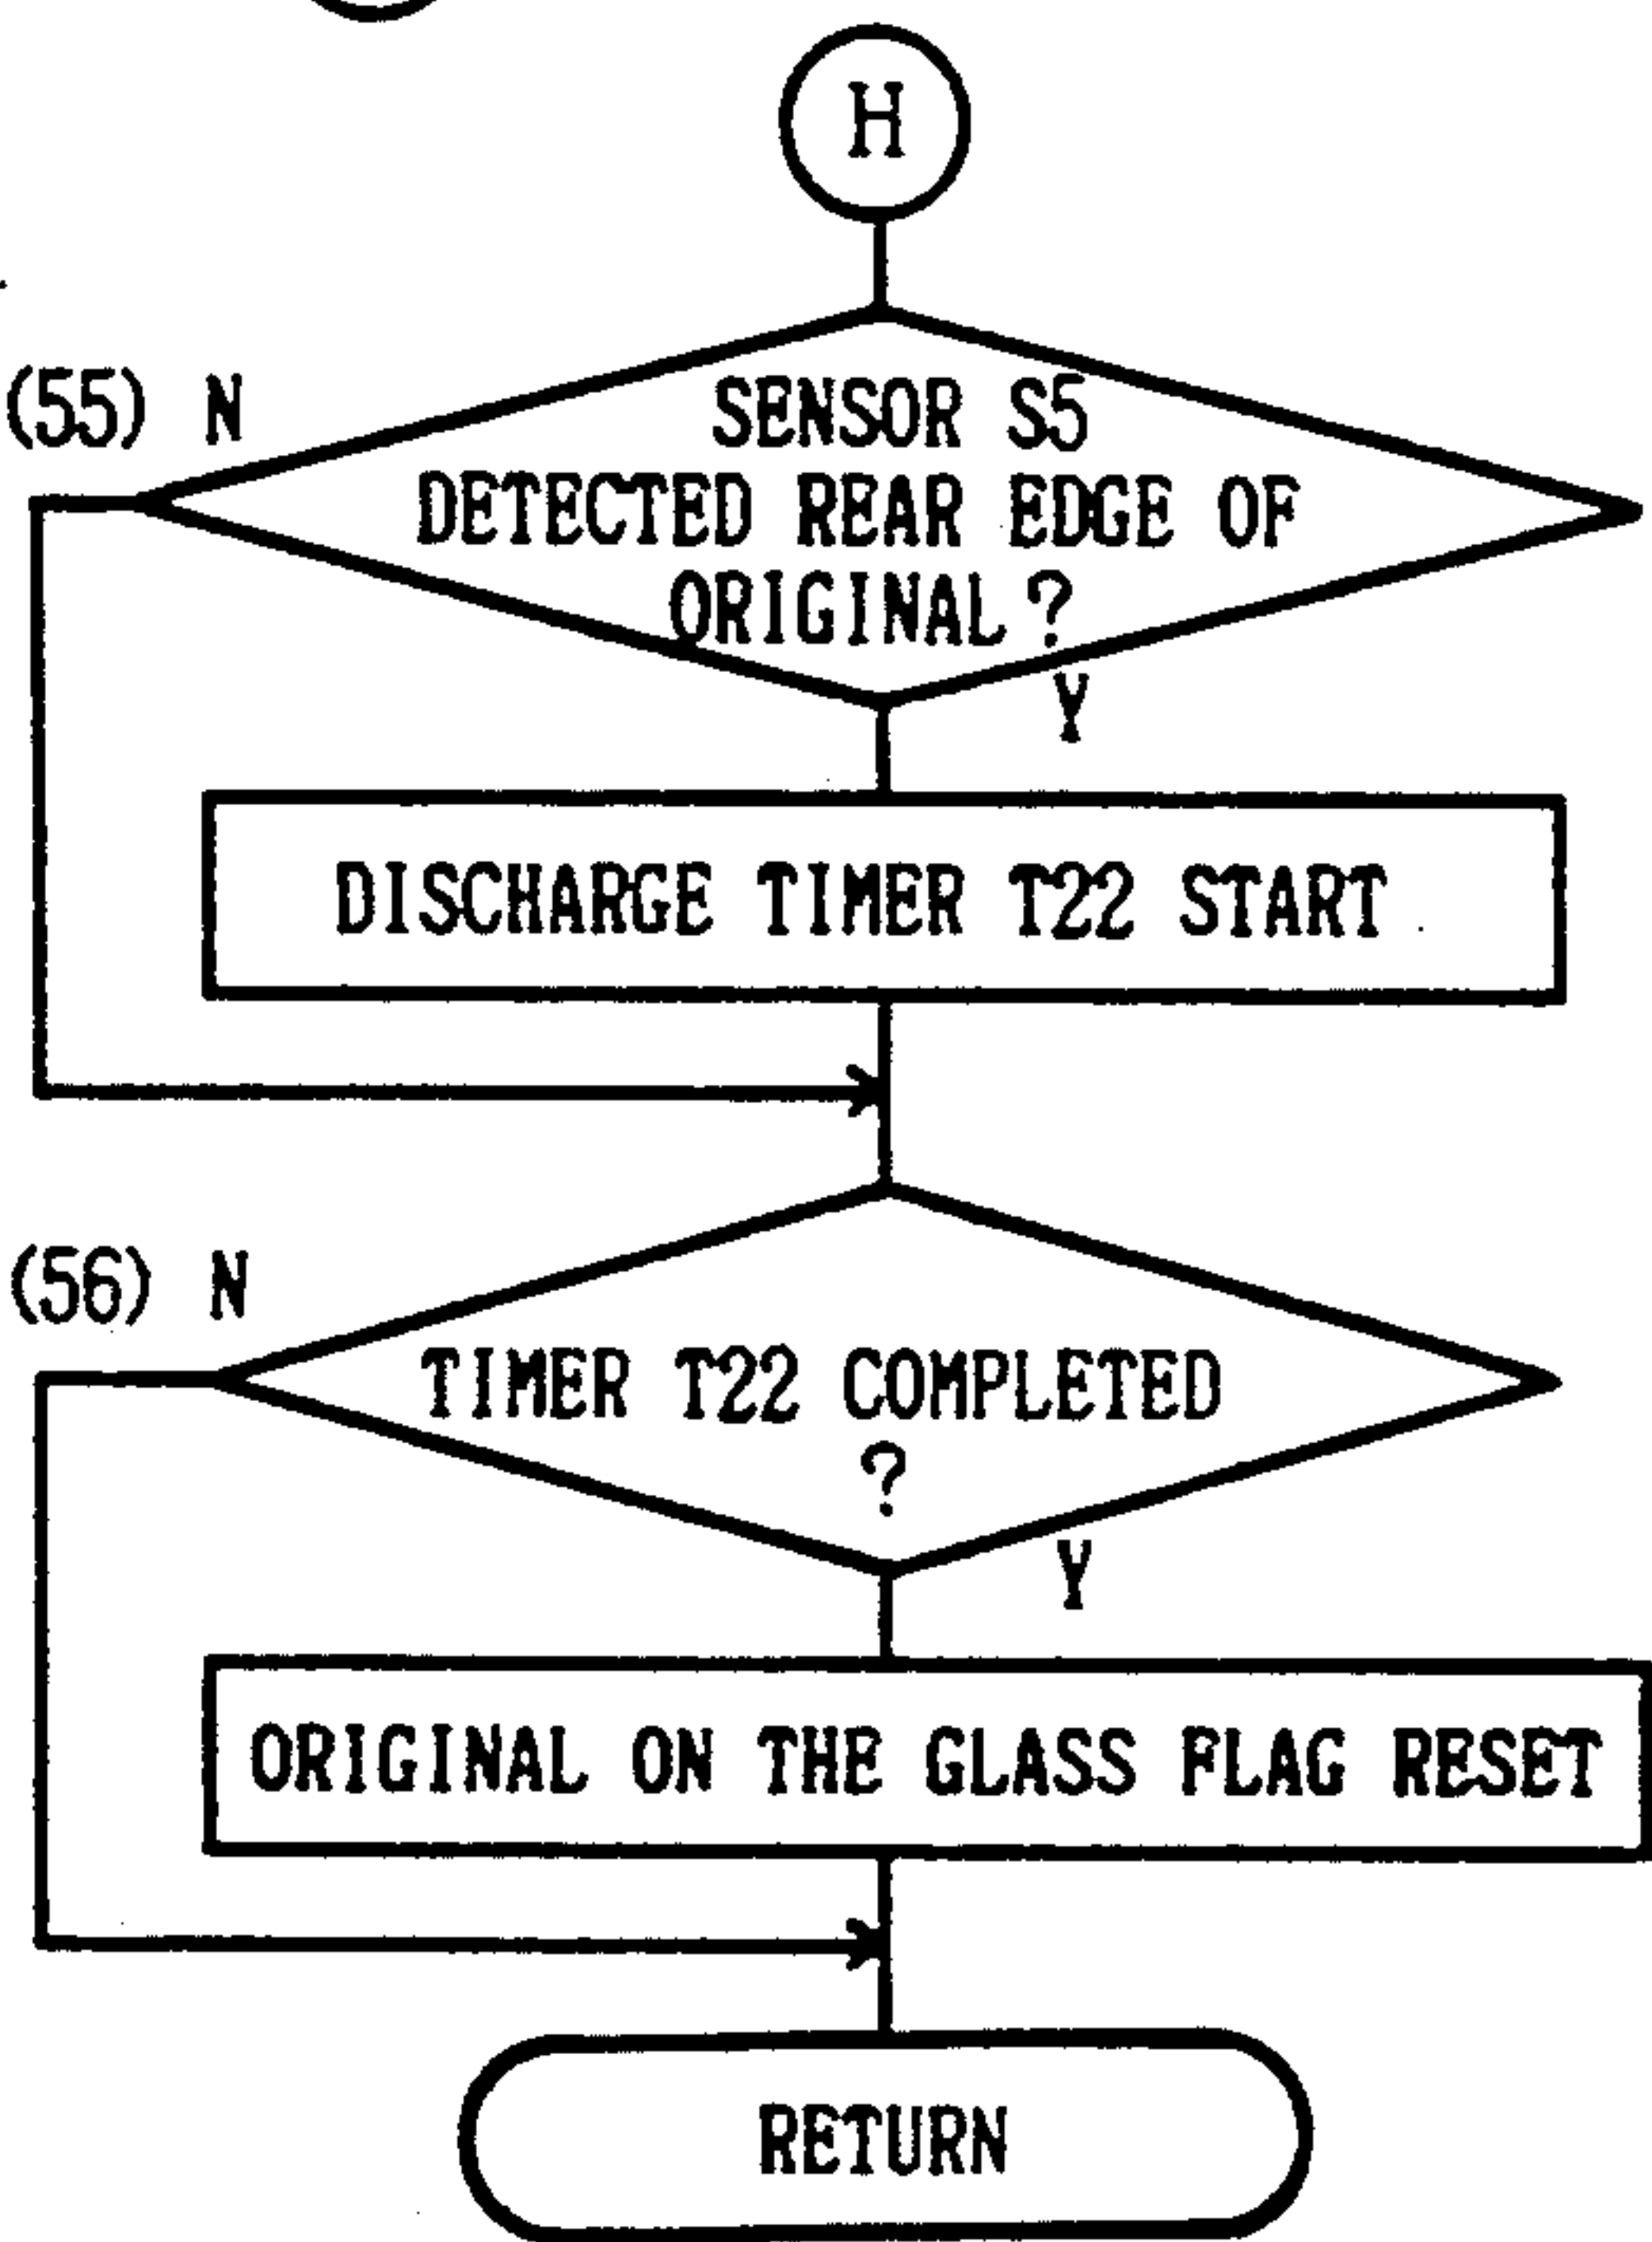 H
(55) N
SENSOR S5
DETECTED REAR EDGE OF
ORIGINAL?
Y
DISCHARGE TIMER T22 START
(56) N
TIMER T22 COMPLETED
?
Y
ORIGINAL ON THE GLASS FLAG RESET
RETURN